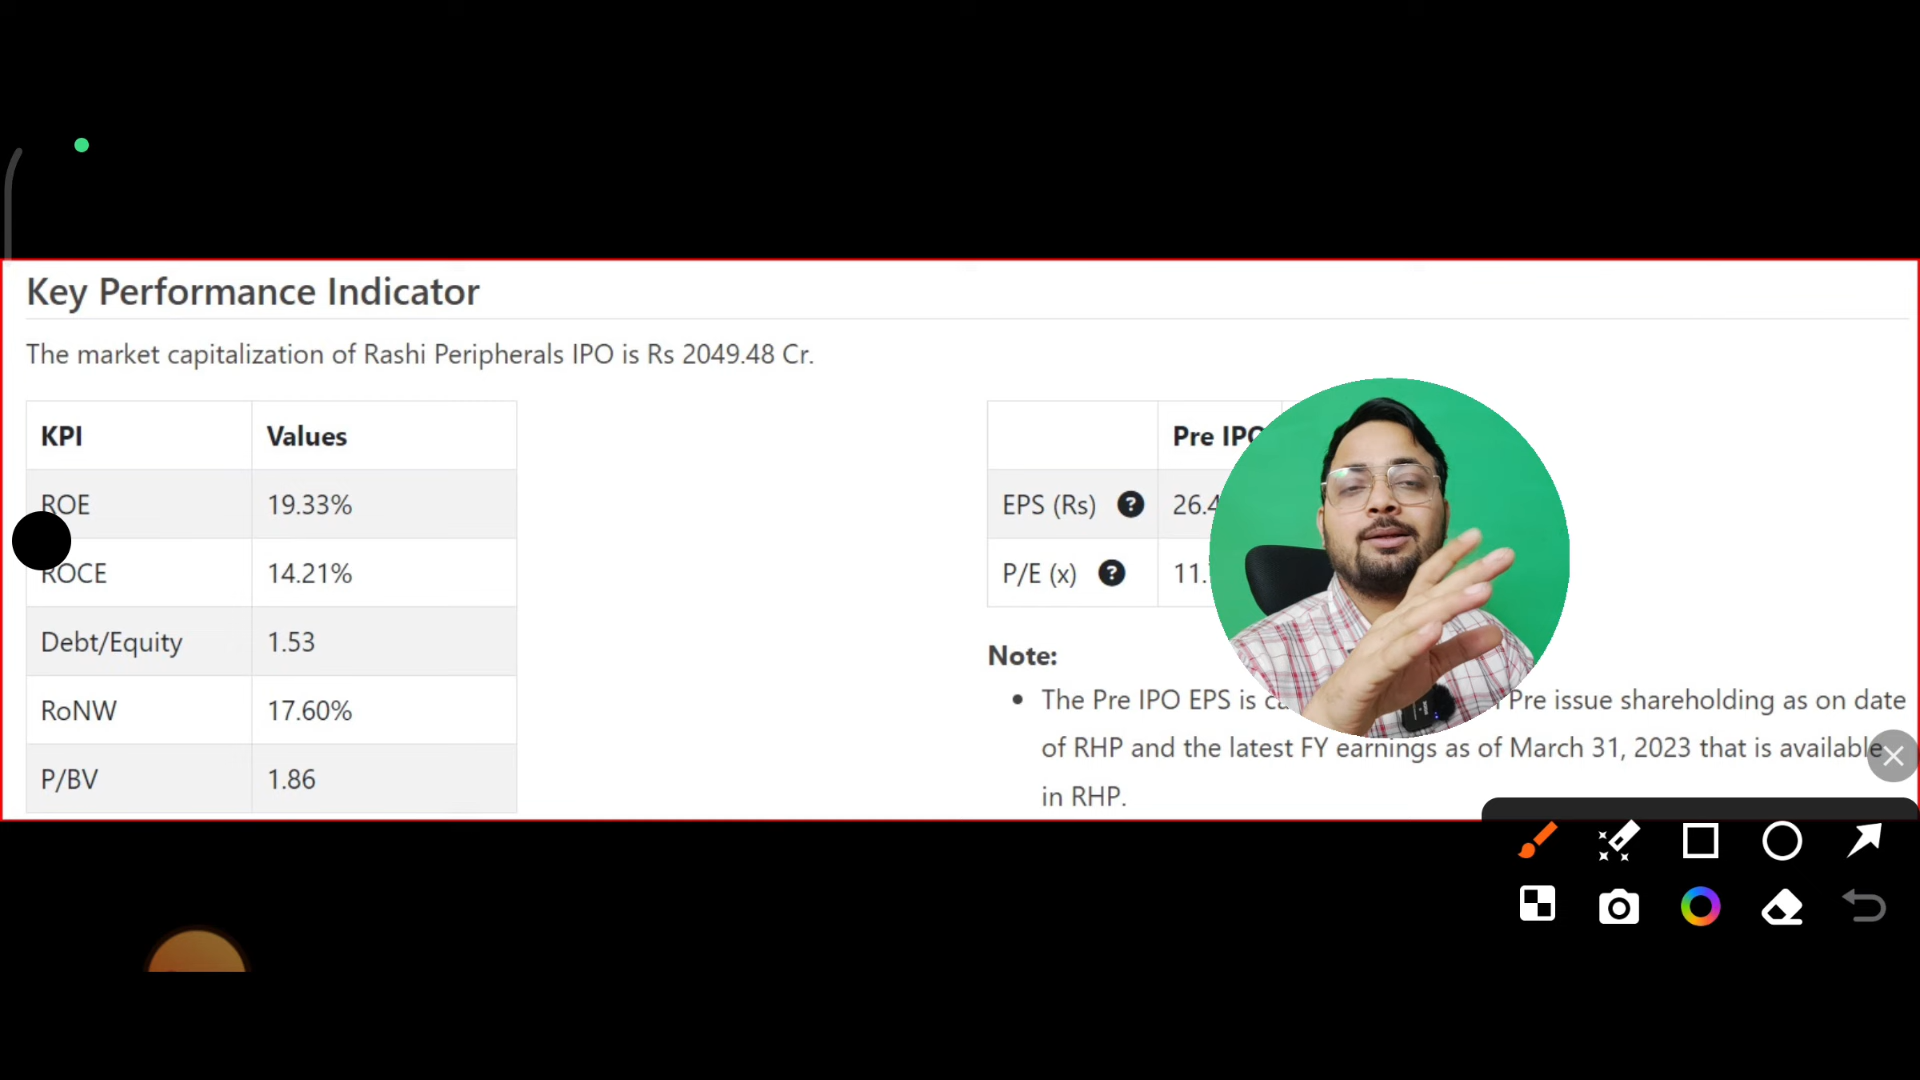 Key Performance Indicator
The market capitalization of Rashi Peripherals IPO is Rs 2049.48 Cr.
KPI Values
ROE 19.33%
ROCE 14.21%
Debt/Equity 1.53
RoNW 17.60%
P/BV 1.86
Pre IPO
EPS (Rs) ? 26.4
P/E (x) ? 11.
Note:
• The Pre IPO EPS is Pre issue shareholding as on date
of RHP and the latest FY earnings as of March 31, 2023 that is available
in RHP.